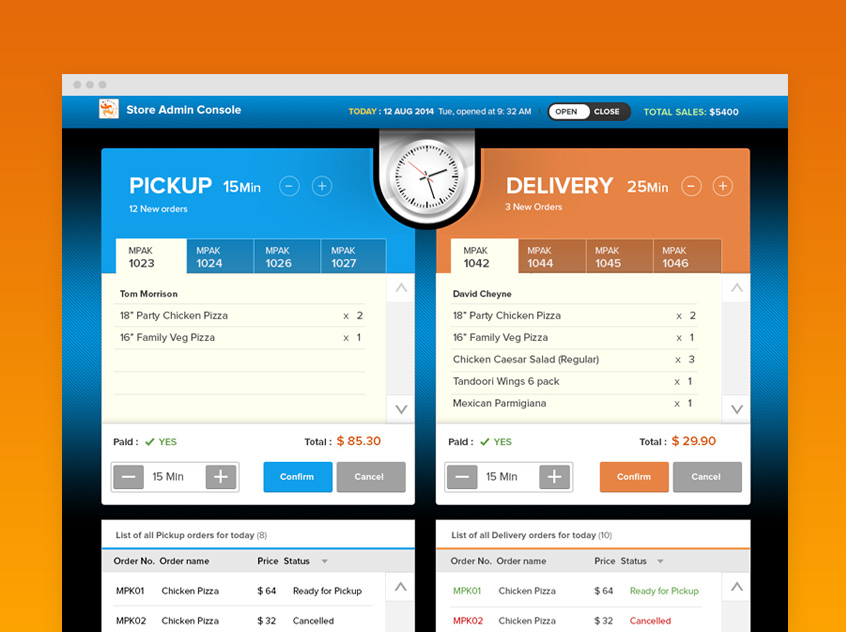 Store Admin Console
TODAY : 12 AUG 2014 Tue, opened at 9: 32 AM
OPEN CLOSE
TOTAL SALES: $5400
PICKUP 15Min − +
12 New orders
MPAK 1023
MPAK 1024
MPAK 1026
MPAK 1027
Tom Morrison
18" Party Chicken Pizza x 2
16" Family Veg Pizza x 1
Paid : YES Total : $ 85.30
— 15 Min +
Confirm Cancel
DELIVERY 25Min − +
3 New Orders
MPAK 1042
MPAK 1044
MPAK 1045
MPAK 1046
David Cheyne
18" Party Chicken Pizza x 2
16" Family Veg Pizza x 1
Chicken Caesar Salad (Regular) x 3
Tandoori Wings 6 pack x 1
Mexican Parmigiana x 1
Paid : YES Total : $ 29.90
— 15 Min +
Confirm Cancel
List of all Pickup orders for today (8)
Order No. Order name Price Status
MPK01 Chicken Pizza $ 64 Ready for Pickup
MPK02 Chicken Pizza $ 32 Cancelled
List of all Delivery orders for today (10)
Order No. Order name Price Status
MPK01 Chicken Pizza $ 64 Ready for Pickup
MPK02 Chicken Pizza $ 32 Cancelled